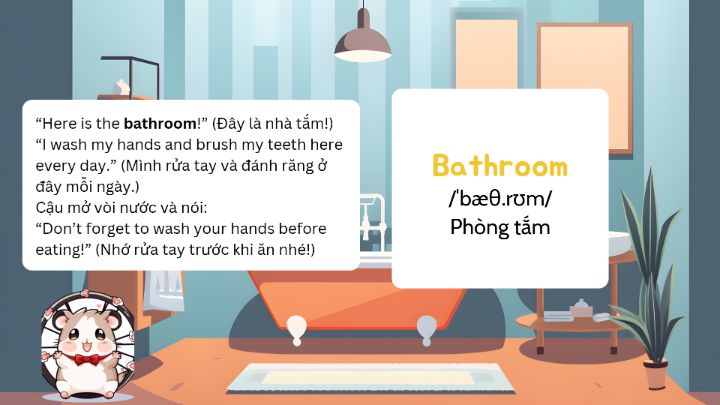 “Here is the bathroom!” (Đây là nhà tắm!)
“I wash my hands and brush my teeth here
every day.” (Mình rửa tay và đánh răng ở
đây mỗi ngày.)
Cậu mở vòi nước và nói:
“Don’t forget to wash your hands before
eating!” (Nhớ rửa tay trước khi ăn nhé!)
Bathroom
/ˈbæθ.rʊm/
Phòng tắm